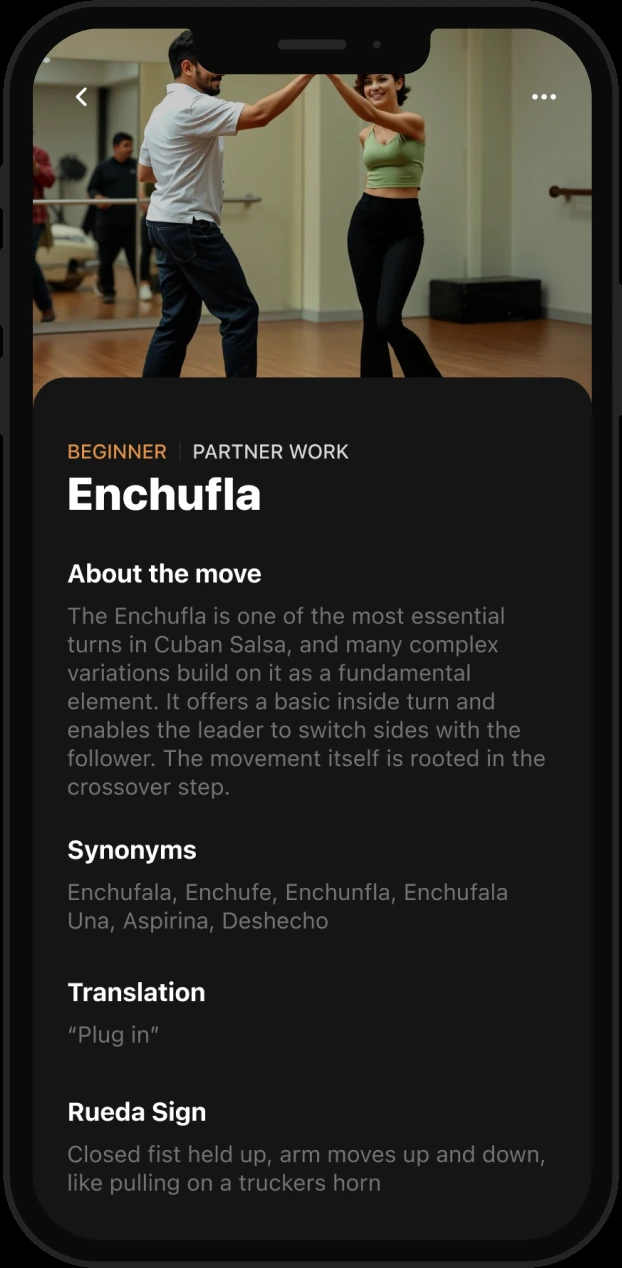 BEGINNER | PARTNER WORK
Enchufla
About the move
The Enchufla is one of the most essential
turns in Cuban Salsa, and many complex
variations build on it as a fundamental
element. It offers a basic inside turn and
enables the leader to switch sides with the
follower. The movement itself is rooted in the
crossover step.
Synonyms
Enchufala, Enchufe, Enchunfla, Enchufala
Una, Aspirina, Deshecho
Translation
“Plug in”
Rueda Sign
Closed fist held up, arm moves up and down,
like pulling on a truckers horn